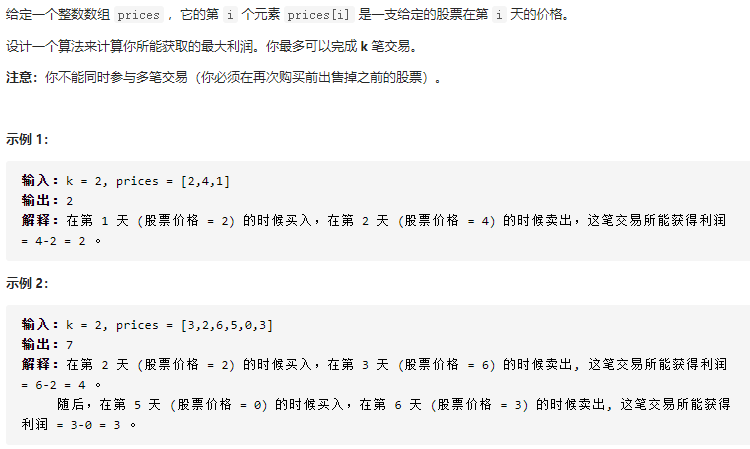 给定一个整数数组 prices ，它的第 i 个元素 prices[i] 是一支给定的股票在第 i 天的价格。
设计一个算法来计算你所能获取的最大利润。你最多可以完成 k 笔交易。
注意：你不能同时参与多笔交易（你必须在再次购买前出售掉之前的股票）。
示例 1：
输入：k = 2, prices = [2,4,1]
输出：2
解释：在第 1 天 (股票价格 = 2) 的时候买入，在第 2 天 (股票价格 = 4) 的时候卖出，这笔交易所能获得利润
= 4-2 = 2 。
示例 2：
输入：k = 2, prices = [3,2,6,5,0,3]
输出：7
解释：在第 2 天 (股票价格 = 2) 的时候买入，在第 3 天 (股票价格 = 6) 的时候卖出, 这笔交易所能获得利润
= 6-2 = 4 。
随后，在第 5 天 (股票价格 = 0) 的时候买入，在第 6 天 (股票价格 = 3) 的时候卖出, 这笔交易所能获得
利润 = 3-0 = 3 。